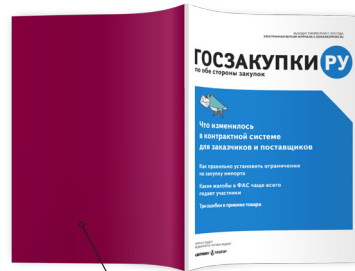 ГОСЗАКУПКИ РУ
по обе стороны закупок
Что изменилось
в контрактной системе
для заказчиков и поставщиков
Как правильно установить ограничения
на закупку импорта
Какие жалобы в ФАС чаще всего
подают участники
Три ошибки в приемке товара